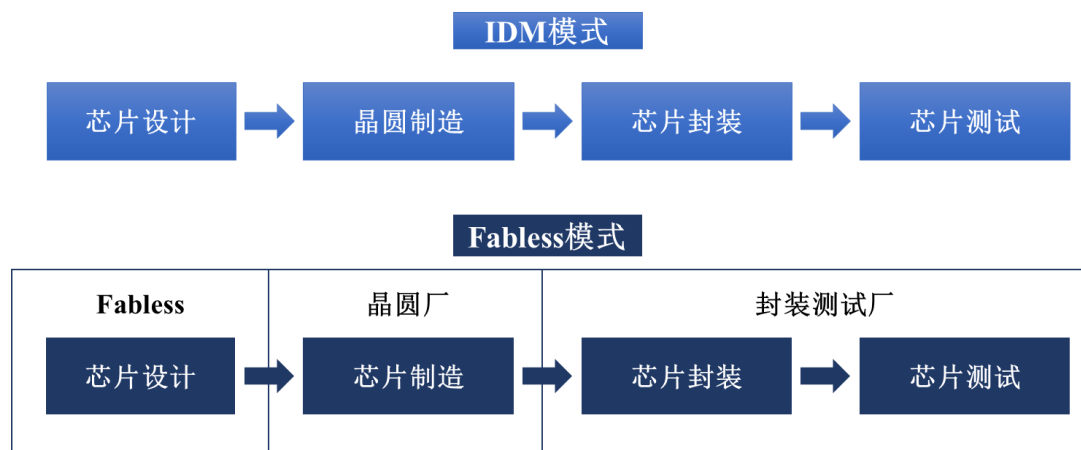 IDM模式
芯片设计 晶圆制造 芯片封装 芯片测试
Fabless模式
Fabless 晶圆厂 封装测试厂
芯片设计 芯片制造 芯片封装 芯片测试